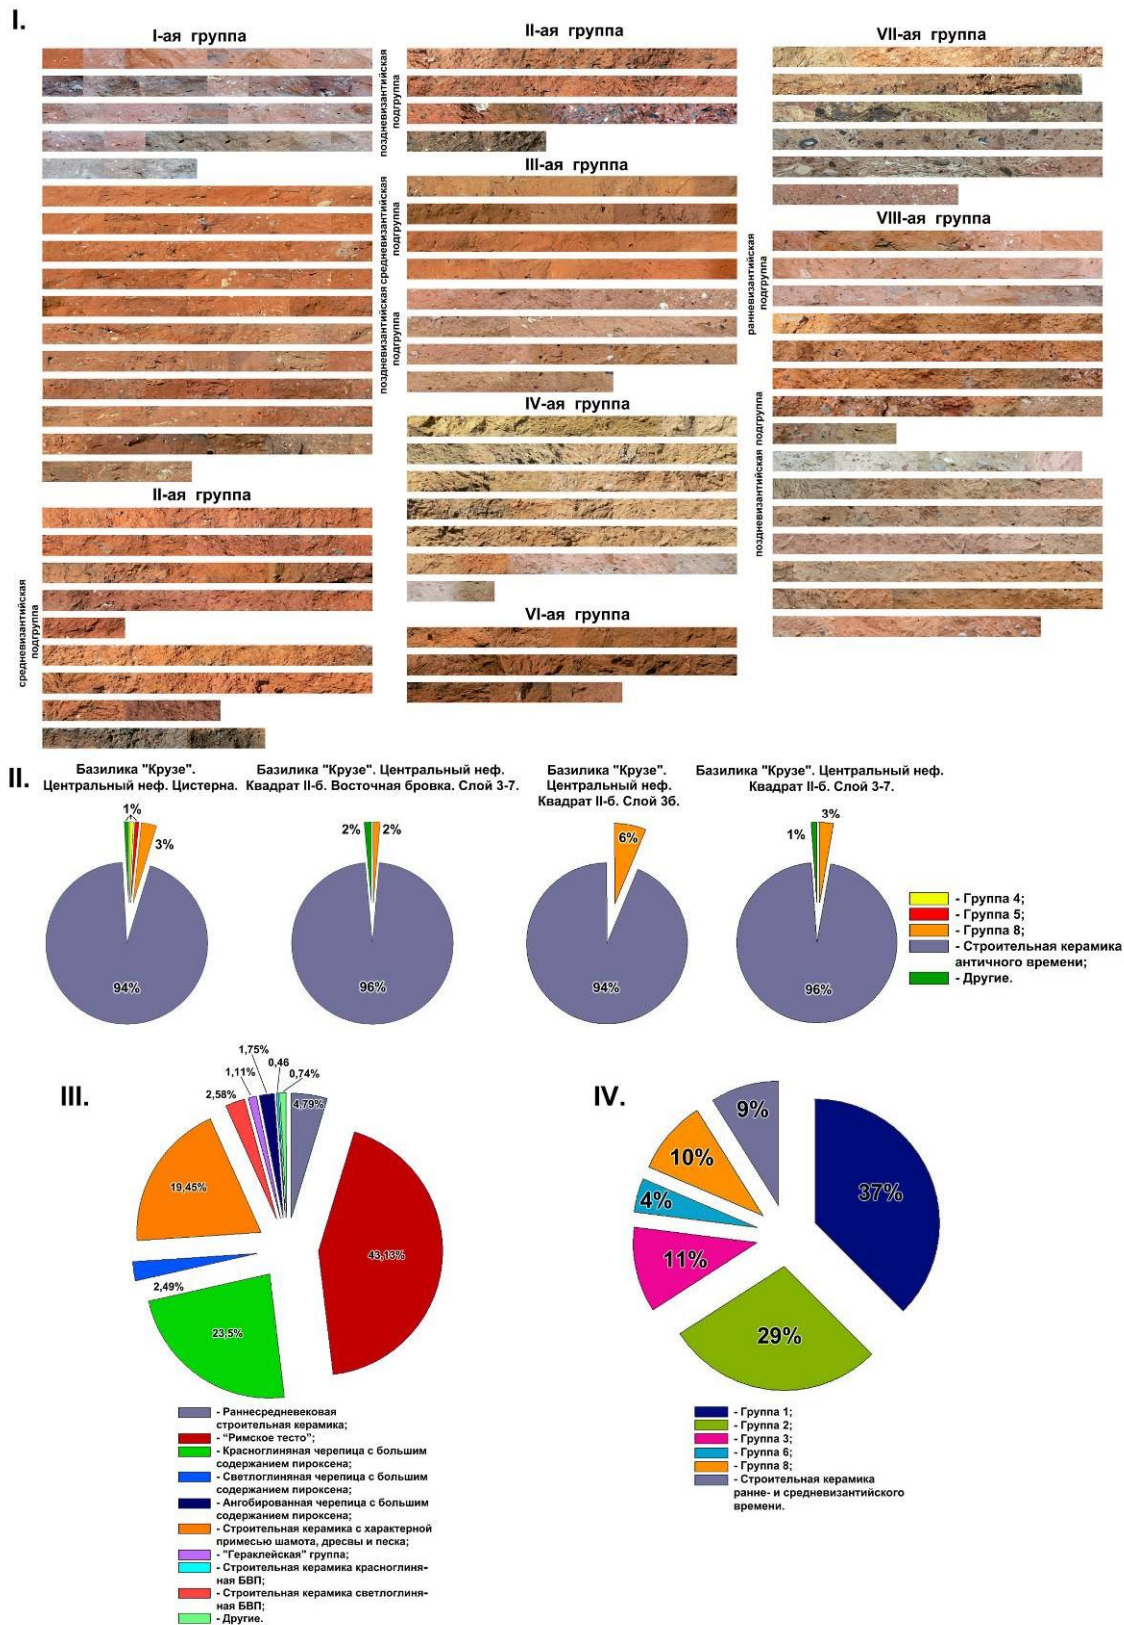 I.
I-ая группа
II-ая группа
средневизантийская
подгруппа
II-ая группа
поздневизантийская
подгруппа
III-ая группа
средневизантийская
подгруппа
поздневизантийская
подгруппа
IV-ая группа
VI-ая группа
VII-ая группа
VIII-ая группа
ранневизантийская
подгруппа
поздневизантийская подгруппа
II.
Базилика "Крузе".
Центральный неф. Цистерна.
1%
3%
94%
Базилика "Крузе". Центральный неф.
Квадрат II-б. Восточная бровка. Слой 3-7.
2%
2%
96%
Базилика "Крузе".
Центральный неф.
Квадрат II-б. Слой 3б.
6%
94%
Базилика "Крузе". Центральный неф.
Квадрат II-б. Слой 3-7.
1%
3%
96%
- Группа 4;
- Группа 5;
- Группа 8;
- Строительная керамика
античного времени;
- Другие.
III.
1,75%
0,46
1,11%
0,74%
2,58%
4,79%
19,45%
43,13%
2,49%
23,5%
- Раннесредневековая
строительная керамика;
- “Римское тесто”;
- Красноглиняная черепица с большим
содержанием пироксена;
- Светлоглиняная черепица с большим
содержанием пироксена;
- Ангобированная черепица с большим
содержанием пироксена;
- Строительная керамика с характерной
примесью шамота, дресвы и песка;
- "Гераклейская" группа;
- Строительная керамика красноглиня-
ная БВП;
- Строительная керамика светлоглиня-
ная БВП;
- Другие.
IV.
9%
10%
37%
4%
11%
29%
- Группа 1;
- Группа 2;
- Группа 3;
- Группа 6;
- Группа 8;
- Строительная керамика
ранне- и средневизантийского
времени.